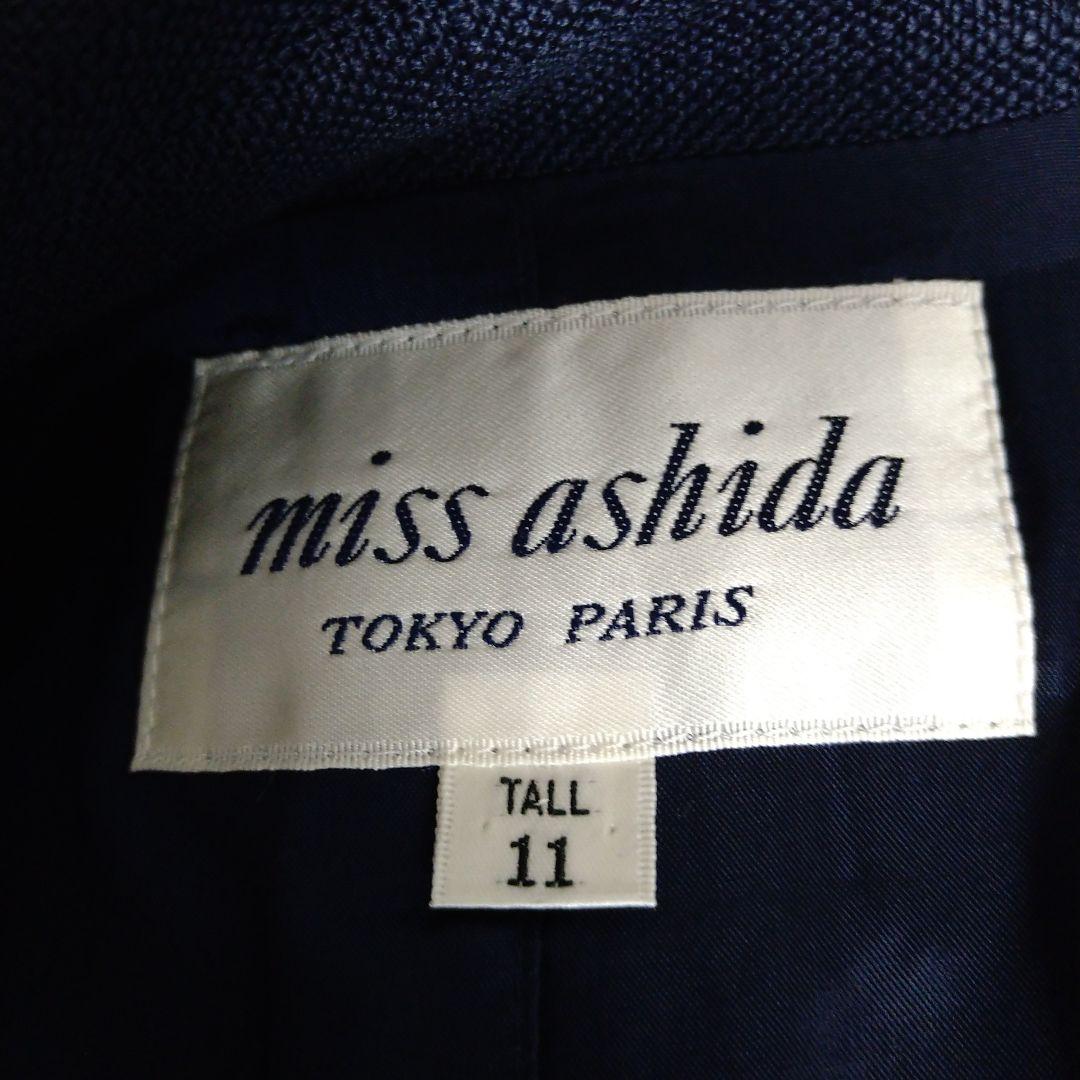 miss ashida
TOKYO PARIS
TALL
11